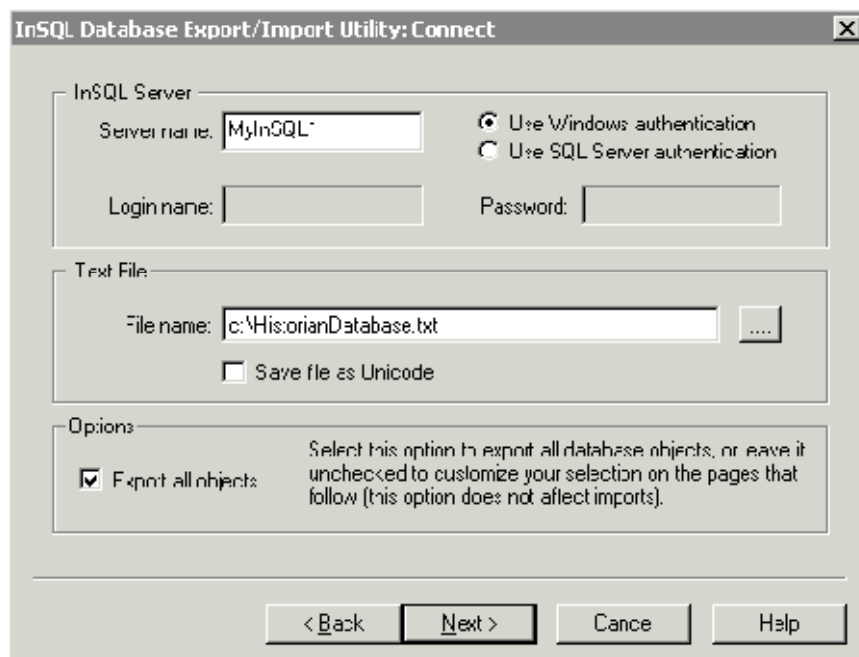 InSQL Database Export/Import Utility: Connect
InSQL Server
Server name: MyInSQL1
Use Windows authentication
Use SQL Server authentication
Login name:
Password:
Text File
File name: c:\HistorianDatabase.txt
....
Save file as Unicode
Options
Export all objects
Select this option to export all database objects, or leave it
unchecked to customize your selection on the pages that
follow (this option does not affect imports).
< Back
Next >
Cancel
Help